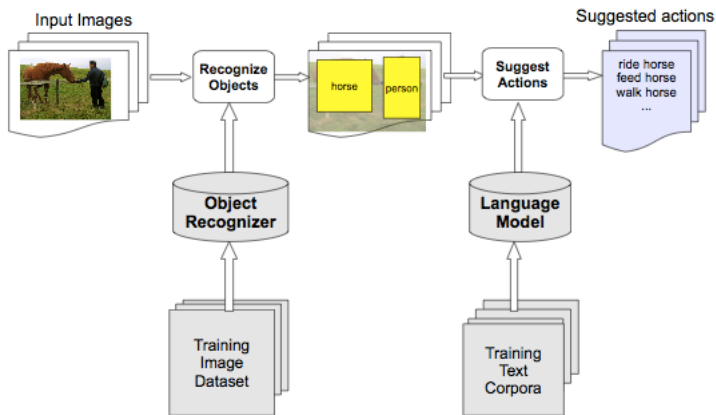 Input Images
Suggested actions
Recognize
Objects
horse
person
Suggest
Actions
ride horse
feed horse
walk horse
...
Object
Recognizer
Language
Model
Training
Image
Dataset
Training
Text
Corpora